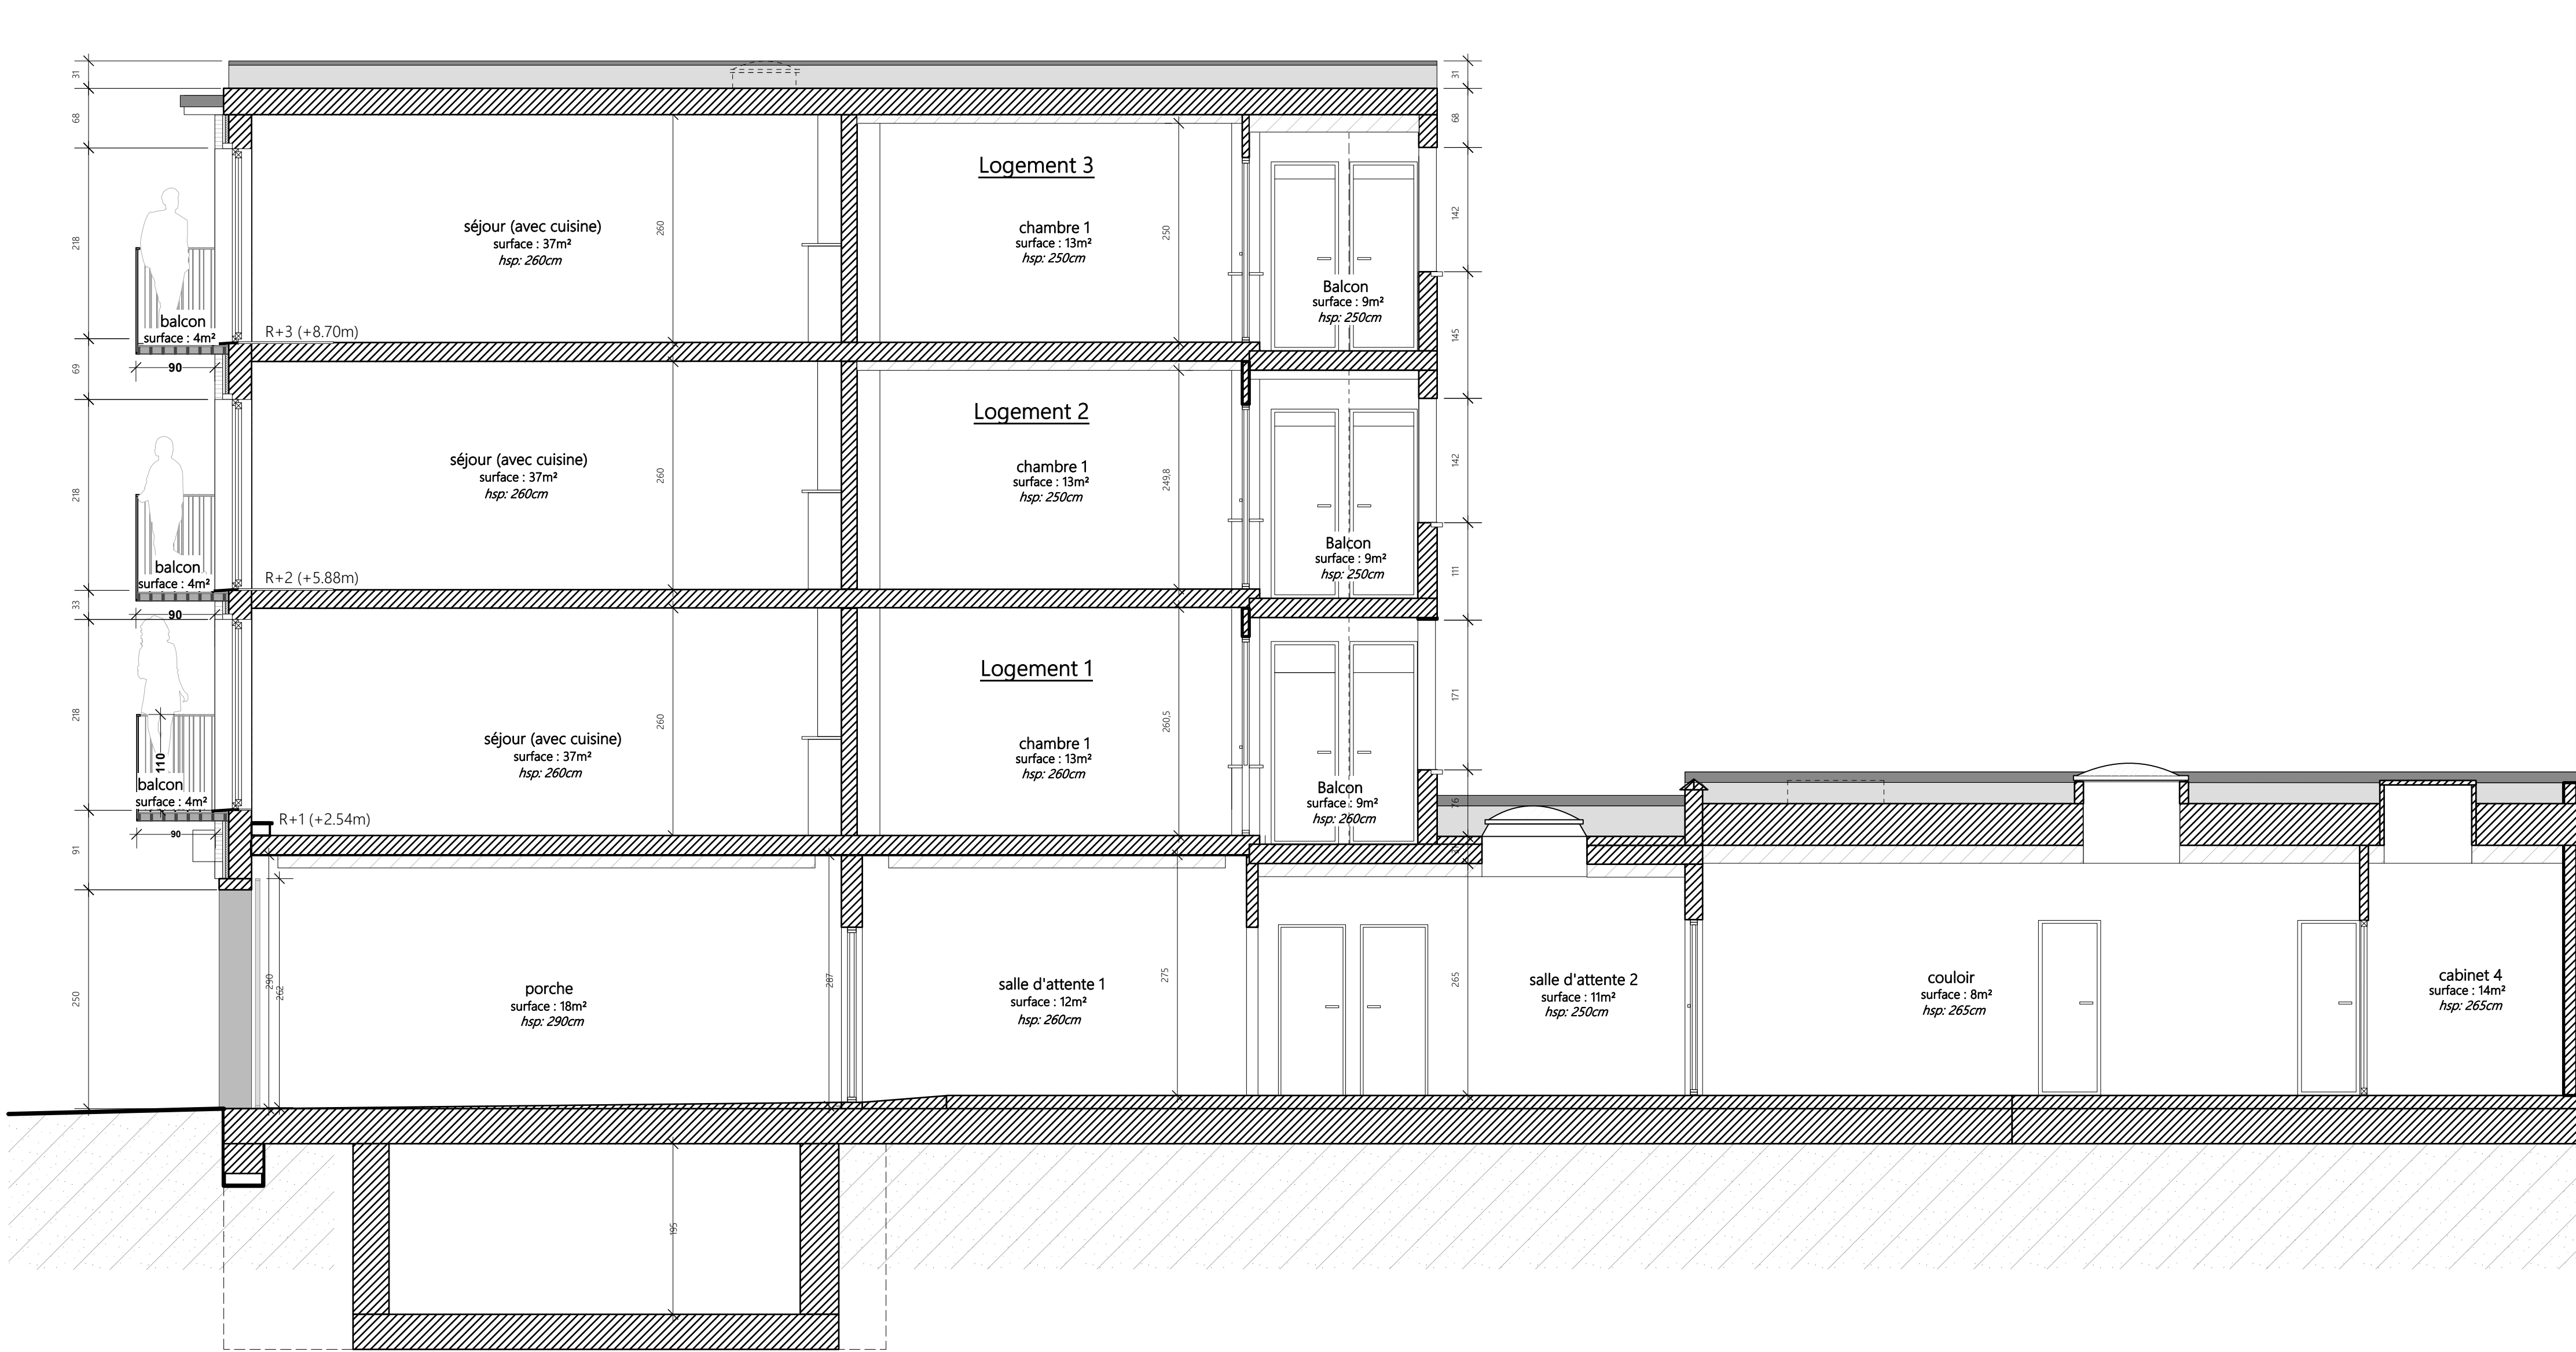 31
31
68
68
Logement 3
séjour (avec cuisine)
surface : 37m²
hsp: 260cm
260
chambre 1
surface : 13m²
hsp: 250cm
250
142
218
Balcon
surface : 9m²
hsp: 250cm
balcon
surface : 4m²
R+3 (+8.70m)
145
90
69
Logement 2
séjour (avec cuisine)
surface : 37m²
hsp: 260cm
260
chambre 1
surface : 13m²
hsp: 250cm
249,8
142
218
Balcon
surface : 9m²
hsp: 250cm
balcon
surface : 4m²
R+2 (+5.88m)
111
90
33
Logement 1
séjour (avec cuisine)
surface : 37m²
hsp: 260cm
260
chambre 1
surface : 13m²
hsp: 260cm
260,5
171
218
110
Balcon
surface : 9m²
hsp: 260cm
76
balcon
surface : 4m²
R+1 (+2.54m)
90
91
250
290
262
porche
surface : 18m²
hsp: 290cm
287
salle d'attente 1
surface : 12m²
hsp: 260cm
275
265
salle d'attente 2
surface : 11m²
hsp: 250cm
couloir
surface : 8m²
hsp: 265cm
cabinet 4
surface : 14m²
hsp: 265cm
195